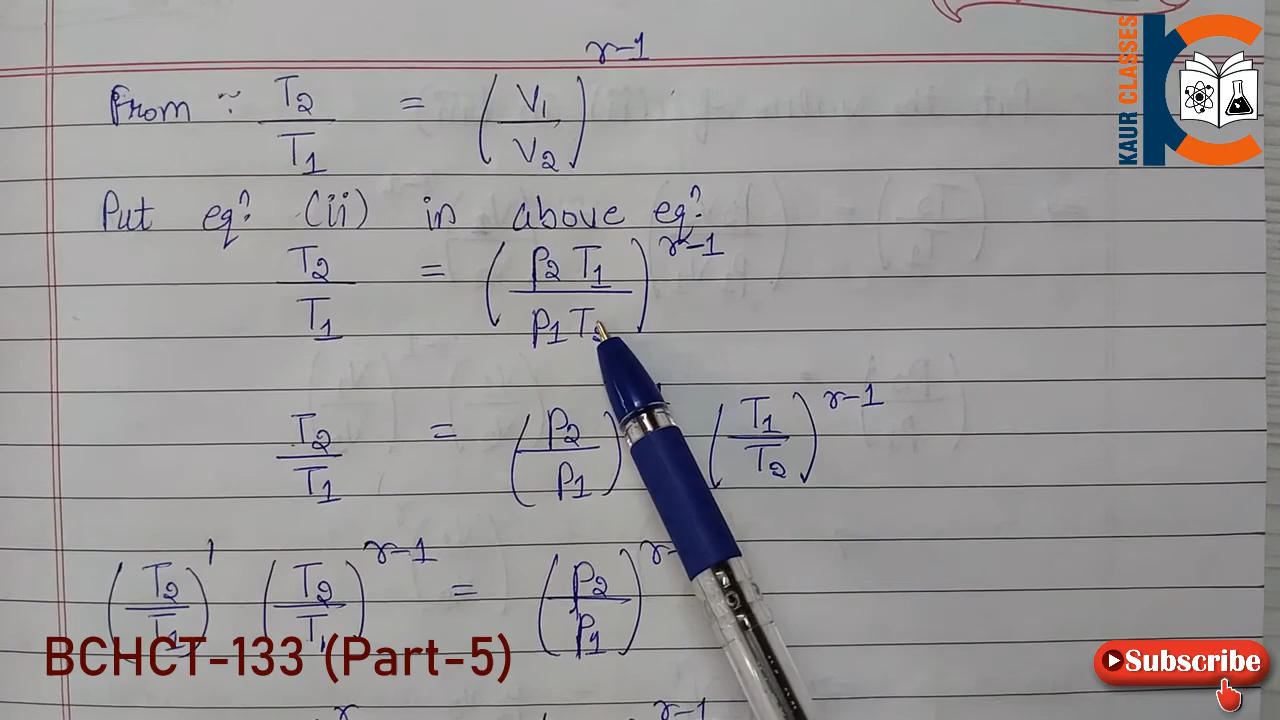 KAUR CLASSES
From :- T2/T1 = (V1/V2)^γ-1
Put eqn (ii) in above eqn
T2/T1 = (P2 T1/P1 T2)^γ-1
T2/T1 = (P2/P1) (T1/T2)^γ-1
(T2/T1)^1 (T2/T1)^γ-1 = (P2/P1)^γ-
BCHCT-133 (Part-5)
Subscribe
γ γ-1